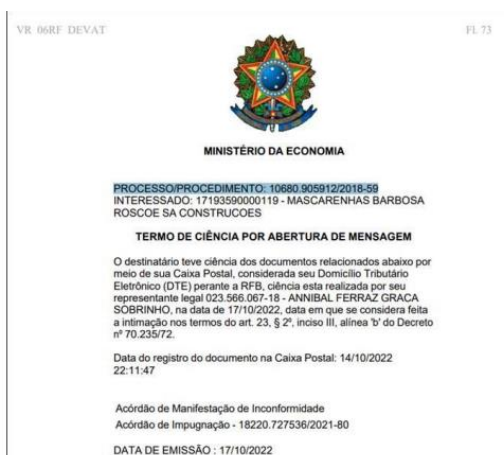 VR 06RF DEVAT
Fl. 73
MINISTÉRIO DA ECONOMIA
PROCESSO/PROCEDIMENTO: 10680.905912/2018-59
INTERESSADO: 17193590000119 - MASCARENHAS BARBOSA
ROSCOE SA CONSTRUCOES
TERMO DE CIÊNCIA POR ABERTURA DE MENSAGEM
O destinatário teve ciência dos documentos relacionados abaixo por
meio de sua Caixa Postal, considerada seu Domicílio Tributário
Eletrônico (DTE) perante a RFB, ciência esta realizada por seu
representante legal 023.566.067-18 - ANNIBAL FERRAZ GRACA
SOBRINHO, na data de 17/10/2022, data em que se considera feita
a intimação nos termos do art. 23, § 2º, inciso III, alínea 'b' do Decreto
nº 70.235/72.
Data do registro do documento na Caixa Postal: 14/10/2022
22:11:47
Acórdão de Manifestação de Inconformidade
Acórdão de Impugnação - 18220.727536/2021-80
DATA DE EMISSÃO : 17/10/2022